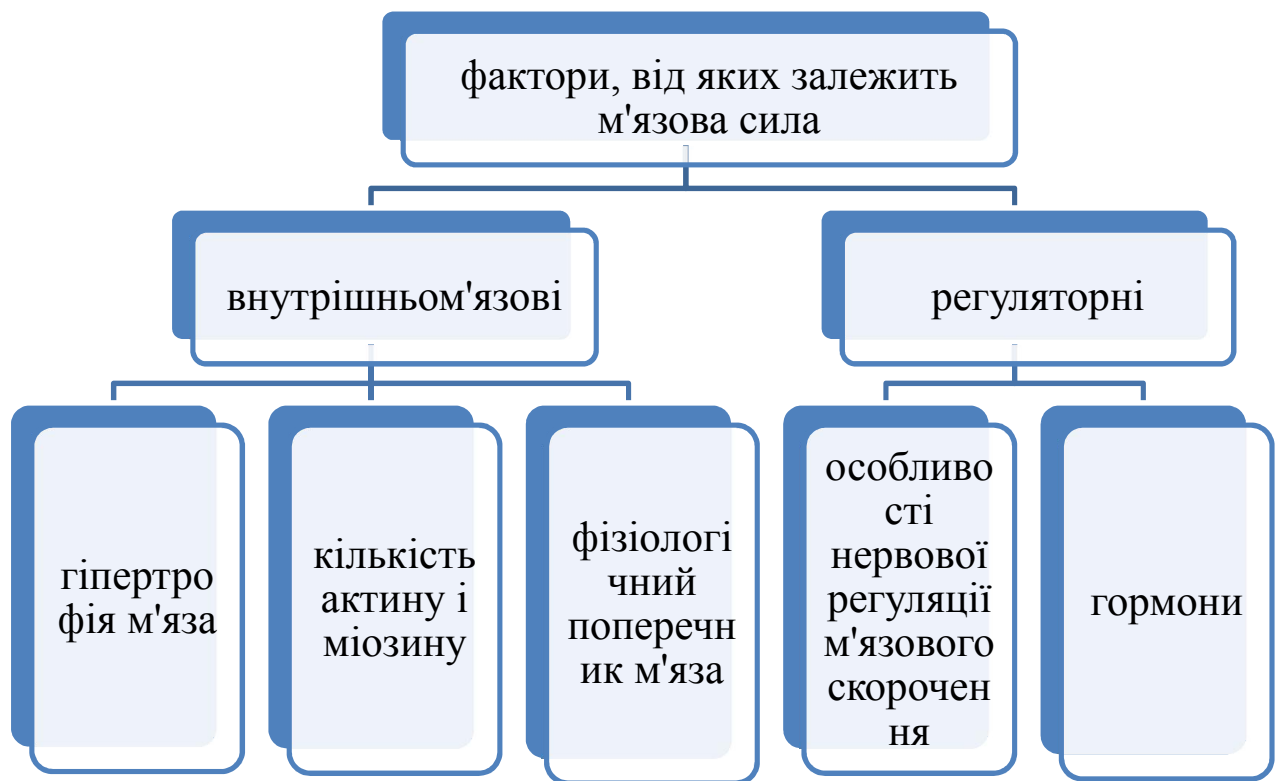 фактори, від яких залежить
м'язова сила
внутрішньом'язові
регуляторні
гіпертро
фія м'яза
кількість
актину і
міозину
фізіологі
чний
поперечн
ик м'яза
особливо
сті
нервової
регуляції
м'язового
скорочен
ня
гормони